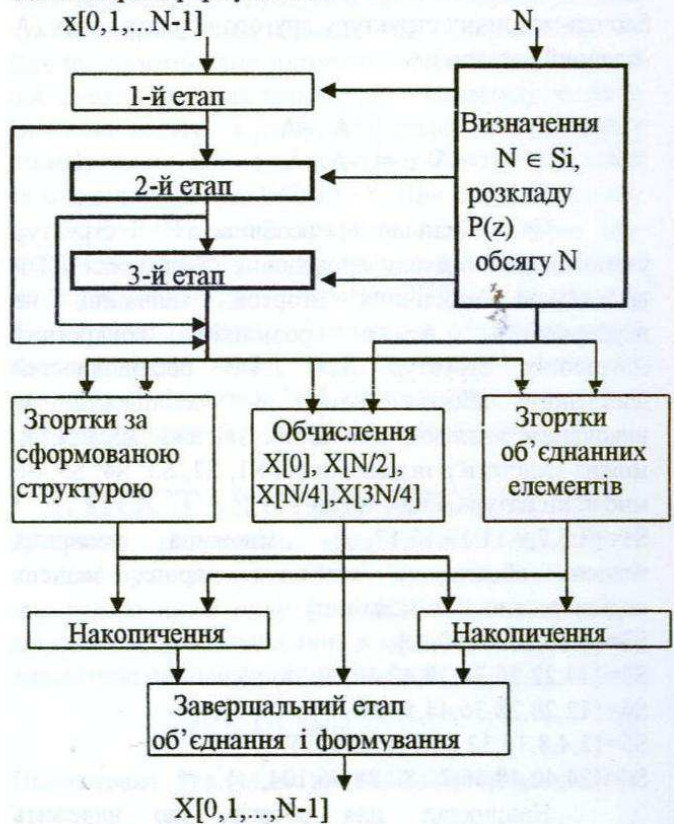 x[0,1,...N-1]
N
1-й етап
2-й етап
3-й етап
Визначення
N ∈ Si,
розкладу
P(z)
обсягу N
Згортки за
сформованою
структурою
Обчислення
X[0], X[N/2],
X[N/4],X[3N/4]
Згортки
об’єднанних
елементів
Накопичення
Накопичення
Завершальний етап
об’єднання і формування
X[0,1,...,N-1]